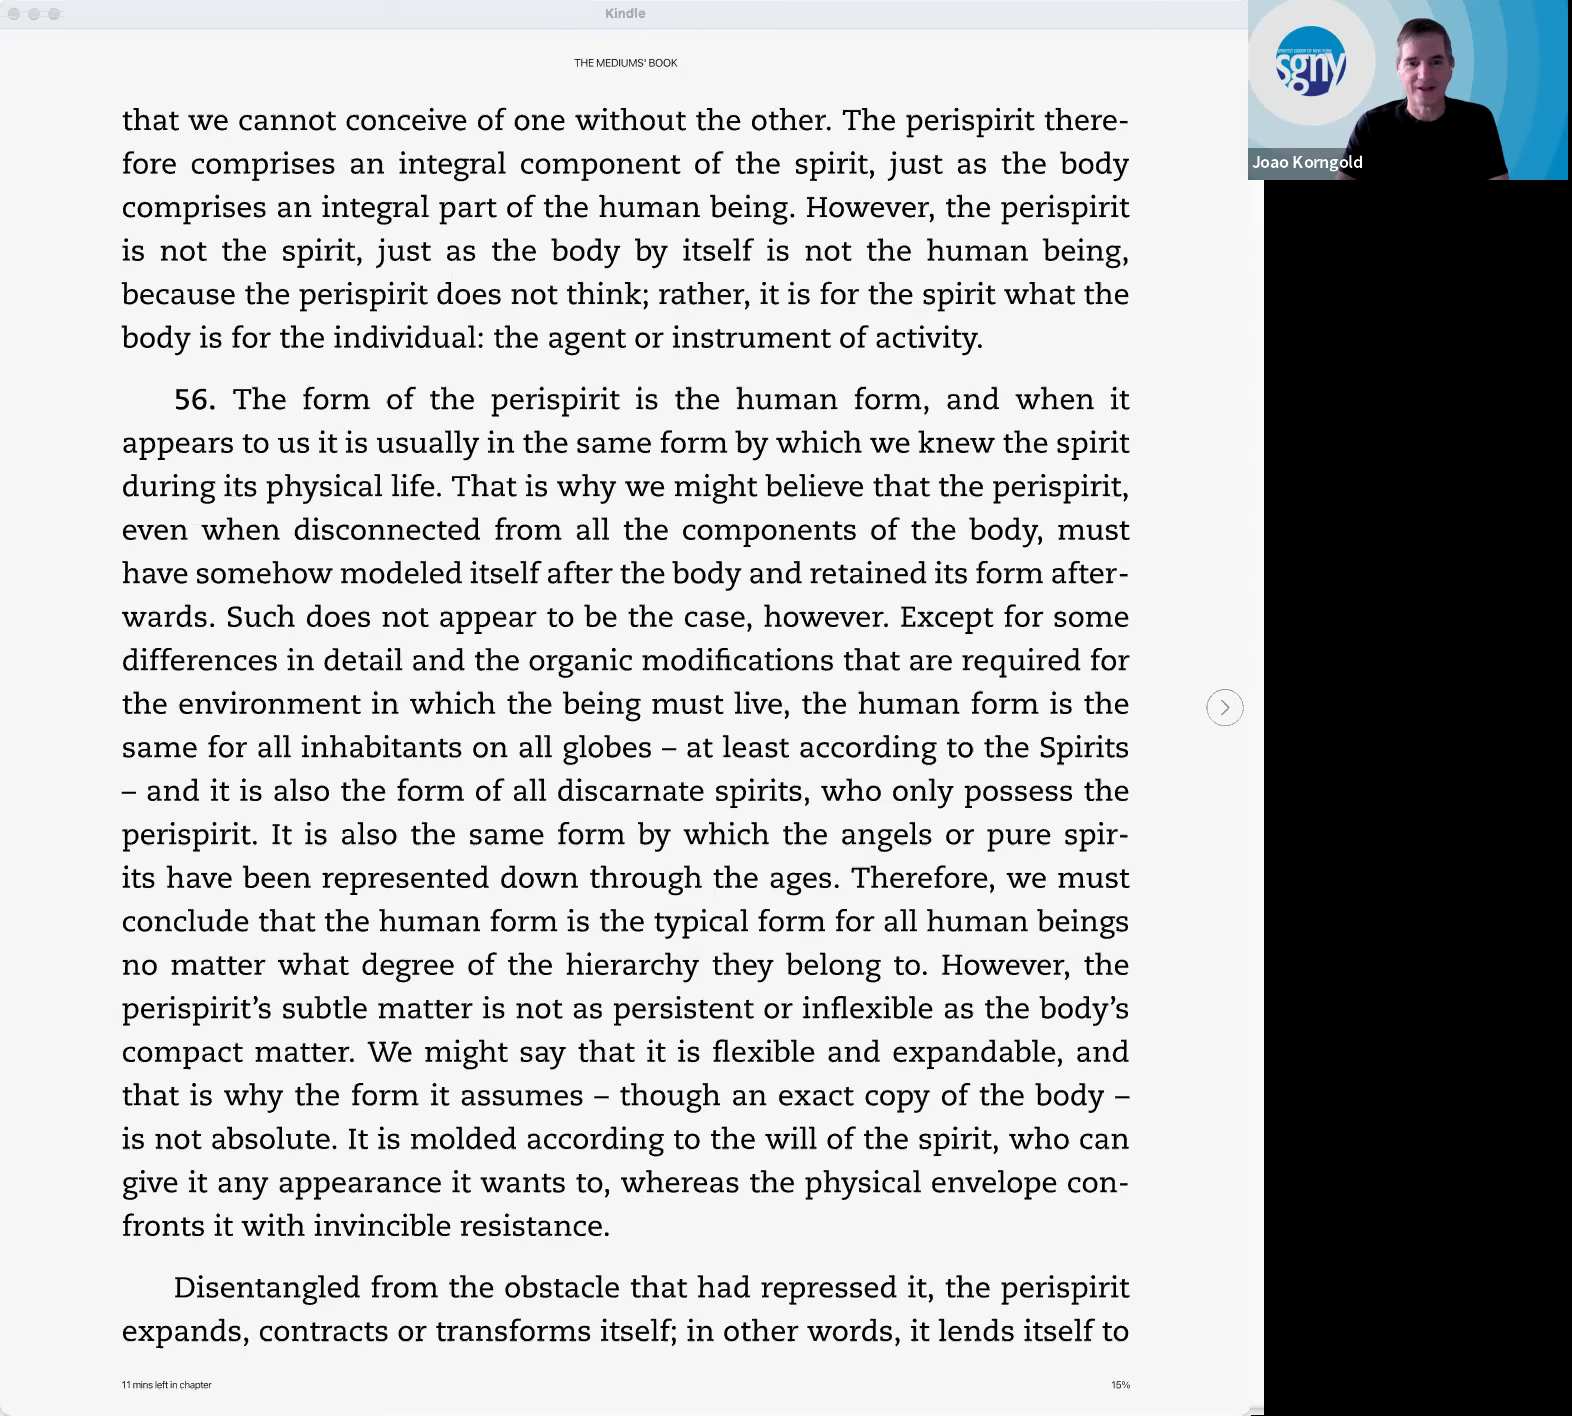 Kindle
THE MEDIUMS' BOOK
that we cannot conceive of one without the other. The perispirit there-
fore comprises an integral component of the spirit, just as the body
comprises an integral part of the human being. However, the perispirit
is not the spirit, just as the body by itself is not the human being,
because the perispirit does not think; rather, it is for the spirit what the
body is for the individual: the agent or instrument of activity.
56. The form of the perispirit is the human form, and when it
appears to us it is usually in the same form by which we knew the spirit
during its physical life. That is why we might believe that the perispirit,
even when disconnected from all the components of the body, must
have somehow modeled itself after the body and retained its form after-
wards. Such does not appear to be the case, however. Except for some
differences in detail and the organic modifications that are required for
the environment in which the being must live, the human form is the
same for all inhabitants on all globes – at least according to the Spirits
– and it is also the form of all discarnate spirits, who only possess the
perispirit. It is also the same form by which the angels or pure spir-
its have been represented down through the ages. Therefore, we must
conclude that the human form is the typical form for all human beings
no matter what degree of the hierarchy they belong to. However, the
perispirit’s subtle matter is not as persistent or inflexible as the body’s
compact matter. We might say that it is flexible and expandable, and
that is why the form it assumes – though an exact copy of the body –
is not absolute. It is molded according to the will of the spirit, who can
give it any appearance it wants to, whereas the physical envelope con-
fronts it with invincible resistance.
Disentangled from the obstacle that had repressed it, the perispirit
expands, contracts or transforms itself; in other words, it lends itself to
11 mins left in chapter
15%
SPIRITIST GROUP OF NEW YORK
sgny
Joao Korngold